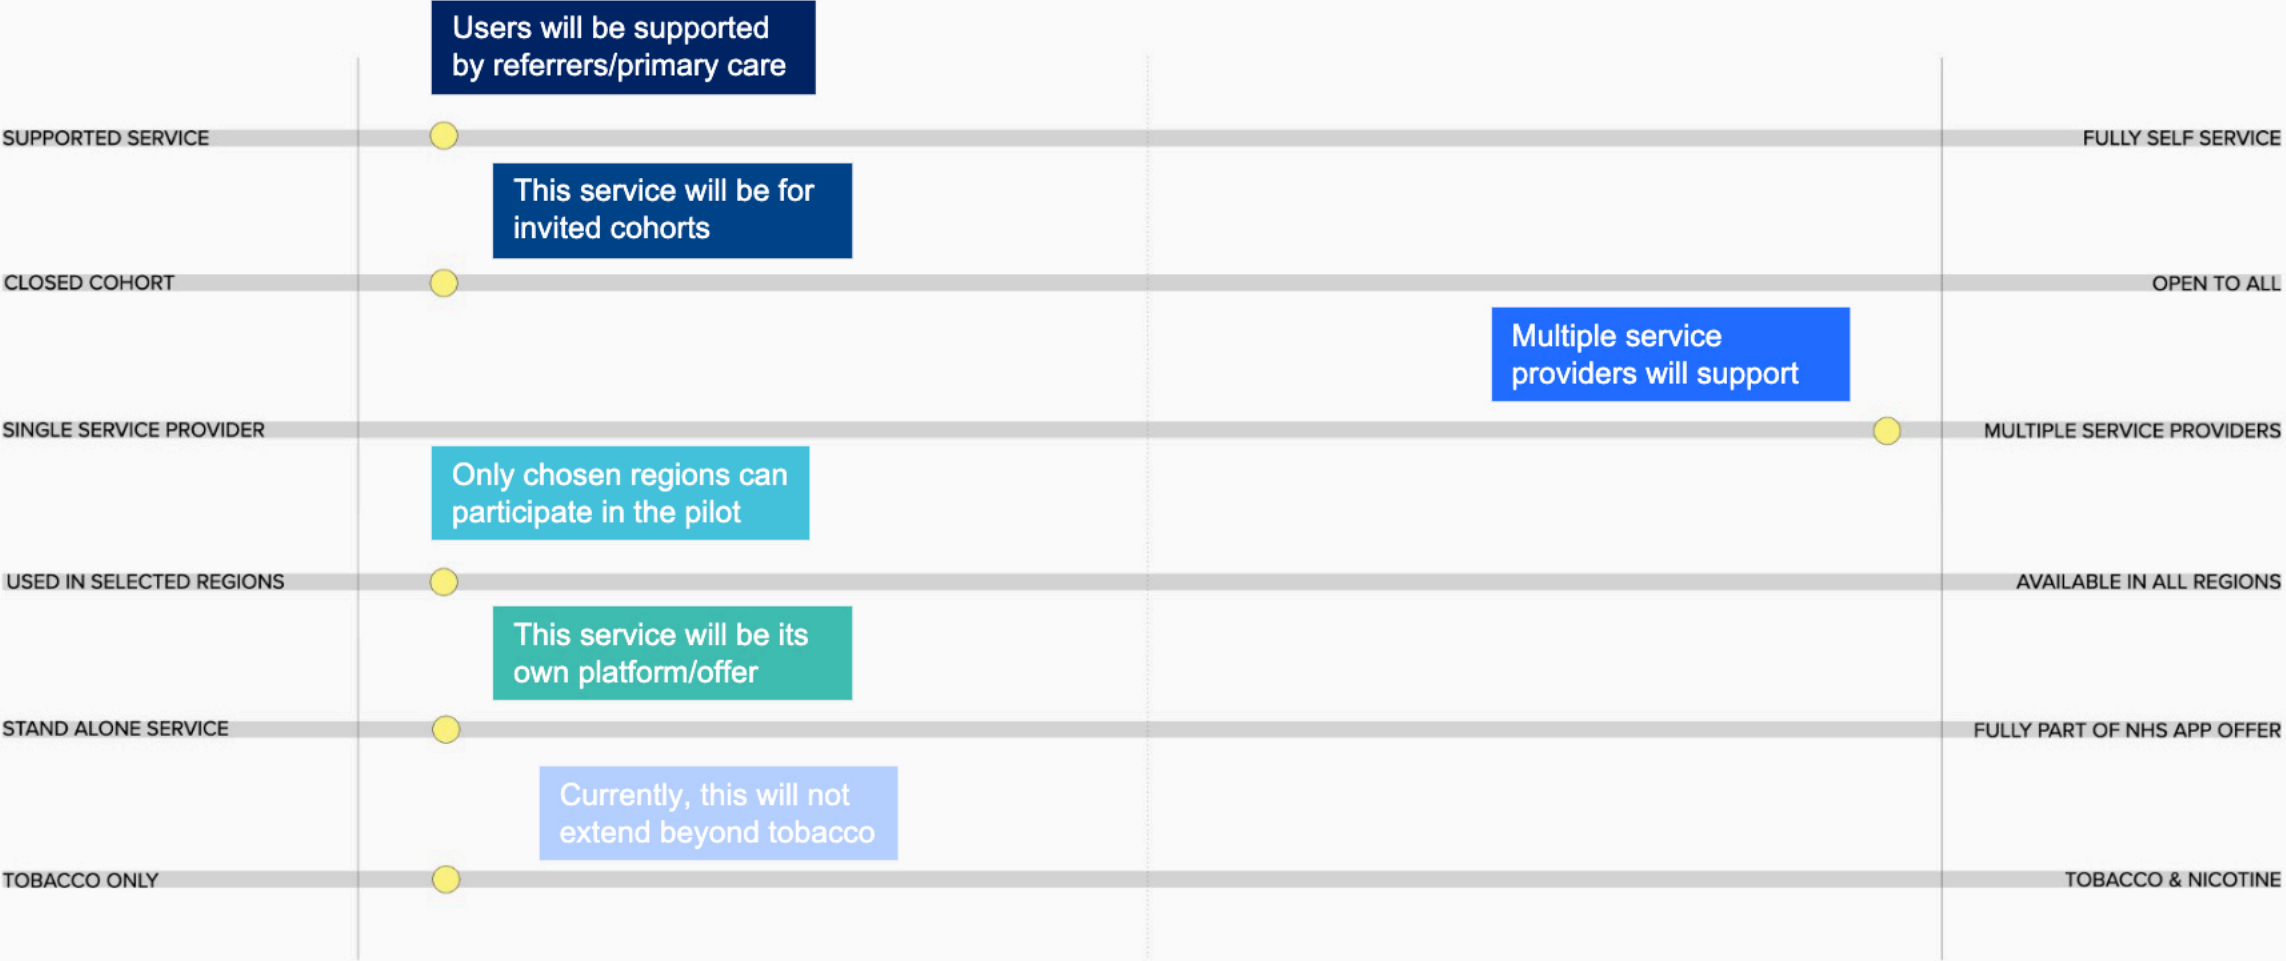 Users will be supported
by referrers/primary care
SUPPORTED SERVICE
FULLY SELF SERVICE
This service will be for
invited cohorts
CLOSED COHORT
OPEN TO ALL
Multiple service
providers will support
SINGLE SERVICE PROVIDER
MULTIPLE SERVICE PROVIDERS
Only chosen regions can
participate in the pilot
USED IN SELECTED REGIONS
AVAILABLE IN ALL REGIONS
This service will be its
own platform/offer
STAND ALONE SERVICE
FULLY PART OF NHS APP OFFER
Currently, this will not
extend beyond tobacco
TOBACCO ONLY
TOBACCO & NICOTINE